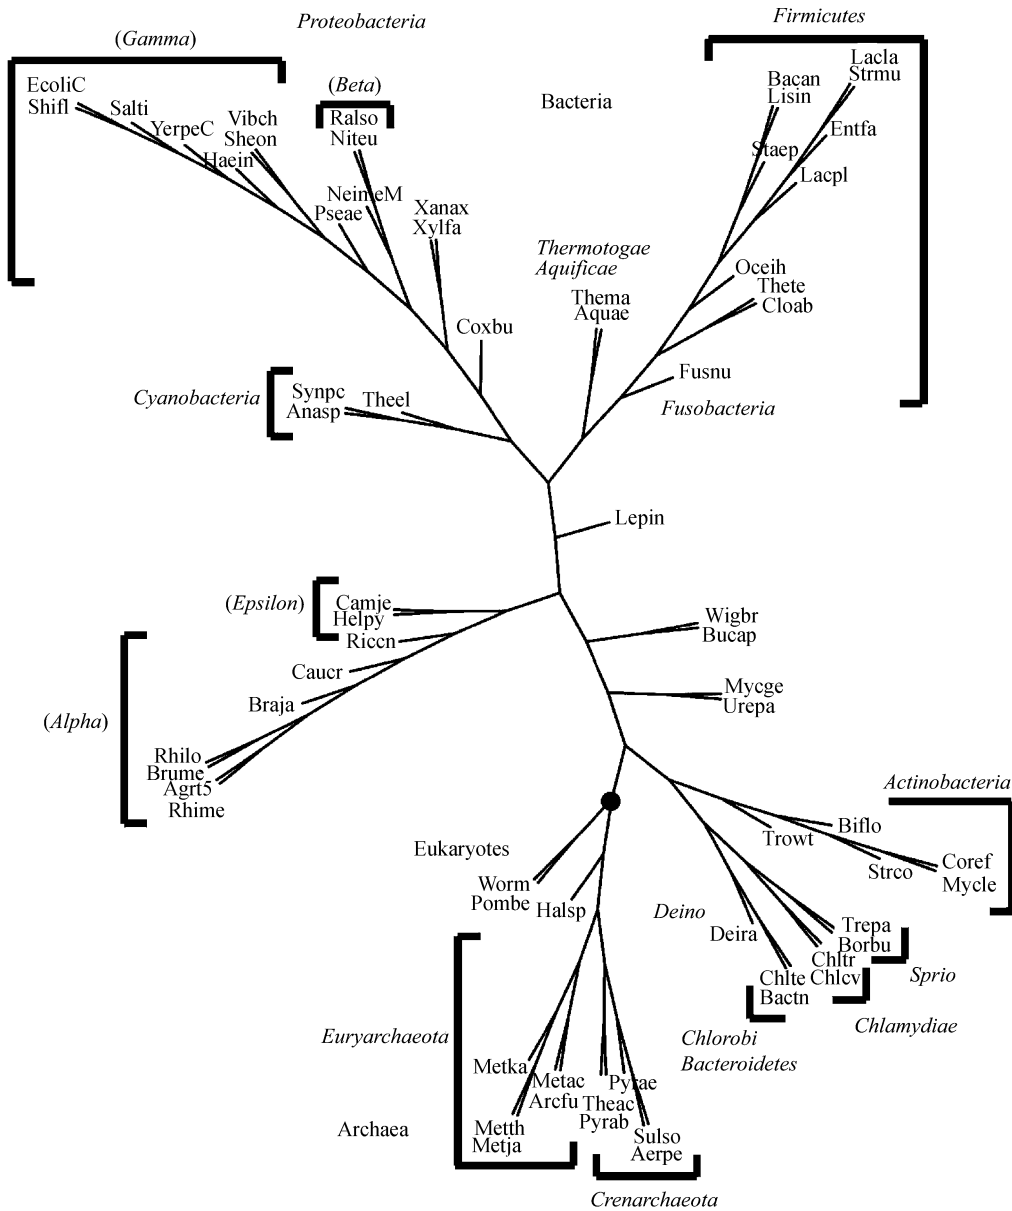 Proteobacteria
Firmicutes
(Gamma)
(Beta)
Bacteria
EcoliC
Shifl
Salti
YerpeC
Haein
Vibch
Sheon
Ralso
Niteu
NeimeM
Pseae
Xanax
Xylfa
Coxbu
Lacla
Strmu
Bacan
Lisin
Entfa
Staep
Lacpl
Thermotogae
Aquificae
Thema
Aquae
Oceih
Thete
Cloab
Fusnu
Fusobacteria
Cyanobacteria
Synpc
Anasp
Theel
Lepin
(Epsilon)
Camje
Helpy
Riccn
Caucr
Braja
(Alpha)
Rhilo
Brume
Agrt5
Rhime
Wigbr
Bucap
Mycge
Urepa
Actinobacteria
Trowt
Biflo
Strco
Coref
Mycle
Eukaryotes
Worm
Pombe
Halsp
Deino
Deira
Trepa
Borbu
Sprio
Chltr
Chlcv
Chlamydiae
Chlte
Bactn
Chlorobi
Bacteroidetes
Euryarchaeota
Metka
Metac
Arcfu
Pyrae
Theac
Pyrab
Archaea
Metth
Metja
Sulso
Aerpe
Crenarchaeota